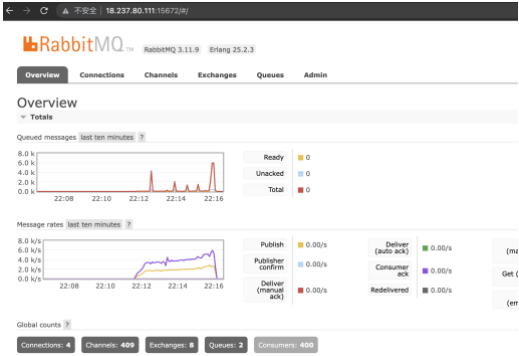 不安全 | 18.237.80.111:15672/#/
RabbitMQ TM RabbitMQ 3.11.9 Erlang 25.2.3
Overview Connections Channels Exchanges Queues Admin
Overview
Totals
Queued messages last ten minutes ?
8.0 k
6.0 k
4.0 k
2.0 k
0.0 k
22:08 22:10 22:12 22:14 22:16
Ready 0
Unacked 0
Total 0
Message rates last ten minutes ?
8.0 k/s
6.0 k/s
4.0 k/s
2.0 k/s
0.0 k/s
22:08 22:10 22:12 22:14 22:16
Publish 0.00/s
Publisher
confirm 0.00/s
Deliver
(manual
ack) 0.00/s
Deliver
(auto ack) 0.00/s
Consumer
ack 0.00/s
Redelivered 0.00/s
(ma
Get (
(em
Global counts ?
Connections: 4 Channels: 409 Exchanges: 8 Queues: 2 Consumers: 400